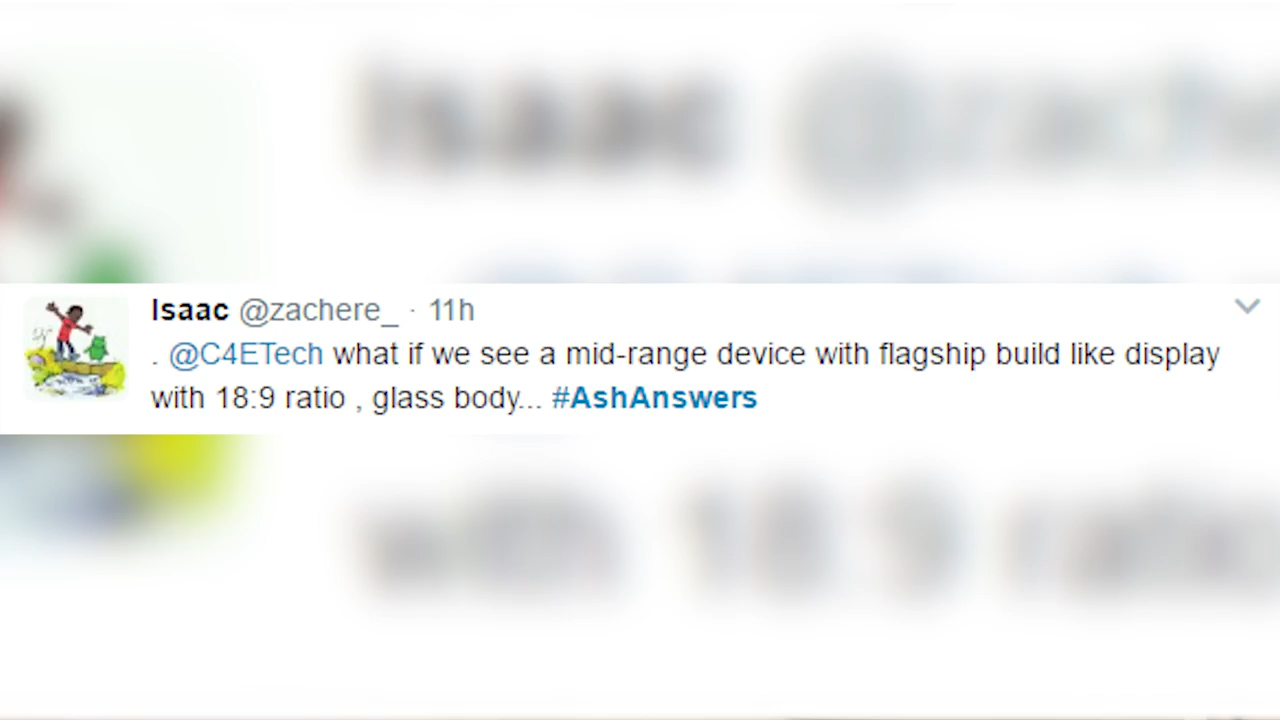 Isaac @zachere_ · 11h
. @C4ETech what if we see a mid-range device with flagship build like display
with 18:9 ratio , glass body... #AshAnswers